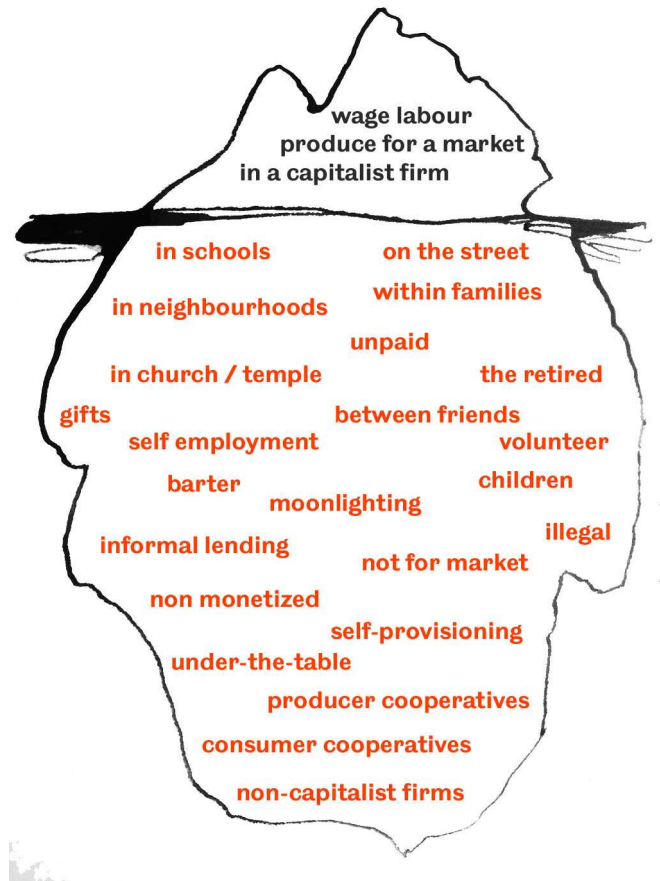 wage labour
produce for a market
in a capitalist firm
in schools
on the street
within families
in neighbourhoods
unpaid
in church / temple
the retired
gifts
between friends
self employment
volunteer
barter
children
moonlighting
illegal
informal lending
not for market
non monetized
self-provisioning
under-the-table
producer cooperatives
consumer cooperatives
non-capitalist firms